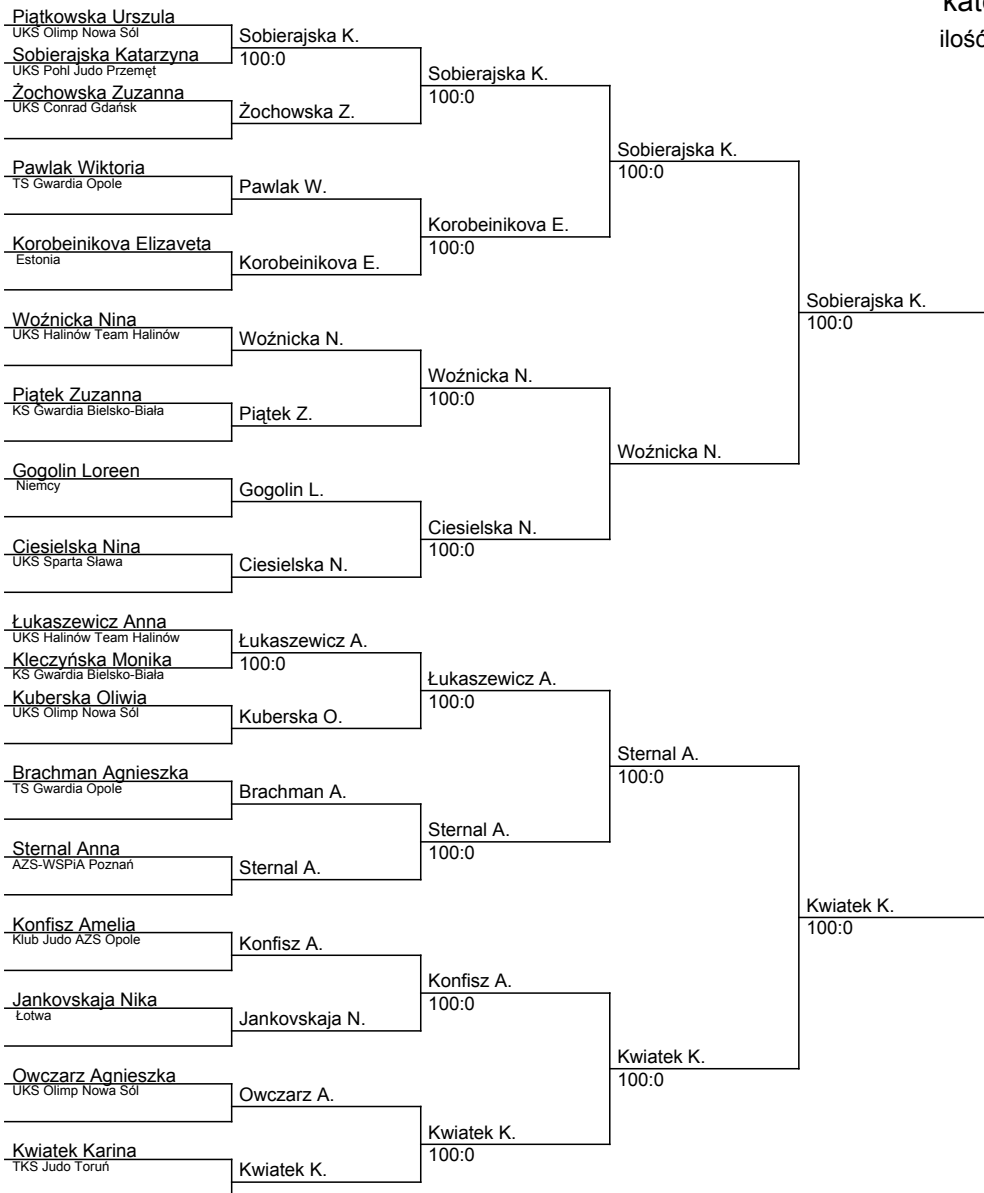 kat
ilość
Piątkowska Urszula
UKS Olimp Nowa Sól
Sobierajska Katarzyna
UKS Pohl Judo Przemęt
Żochowska Zuzanna
UKS Conrad Gdańsk
Pawlak Wiktoria
TS Gwardia Opole
Korobeinikova Elizaveta
Estonia
Woźnicka Nina
UKS Halinów Team Halinów
Piątek Zuzanna
KS Gwardia Bielsko-Biała
Gogolin Loreen
Niemcy
Ciesielska Nina
UKS Sparta Sława
Łukaszewicz Anna
UKS Halinów Team Halinów
Kleczyńska Monika
KS Gwardia Bielsko-Biała
Kuberska Oliwia
UKS Olimp Nowa Sól
Brachman Agnieszka
TS Gwardia Opole
Sternal Anna
AZS-WSPiA Poznań
Konfisz Amelia
Klub Judo AZS Opole
Jankovskaja Nika
Łotwa
Owczarz Agnieszka
UKS Olimp Nowa Sól
Kwiatek Karina
TKS Judo Toruń
Sobierajska K.
100:0
Żochowska Z.
Pawlak W.
Korobeinikova E.
Woźnicka N.
Piątek Z.
Gogolin L.
Ciesielska N.
Łukaszewicz A.
100:0
Kuberska O.
Brachman A.
Sternal A.
Konfisz A.
Jankovskaja N.
Owczarz A.
Kwiatek K.
Sobierajska K.
100:0
Korobeinikova E.
100:0
Woźnicka N.
100:0
Ciesielska N.
100:0
Łukaszewicz A.
100:0
Sternal A.
100:0
Konfisz A.
100:0
Kwiatek K.
100:0
Sobierajska K.
100:0
Woźnicka N.
Sternal A.
100:0
Kwiatek K.
100:0
Sobierajska K.
100:0
Kwiatek K.
100:0